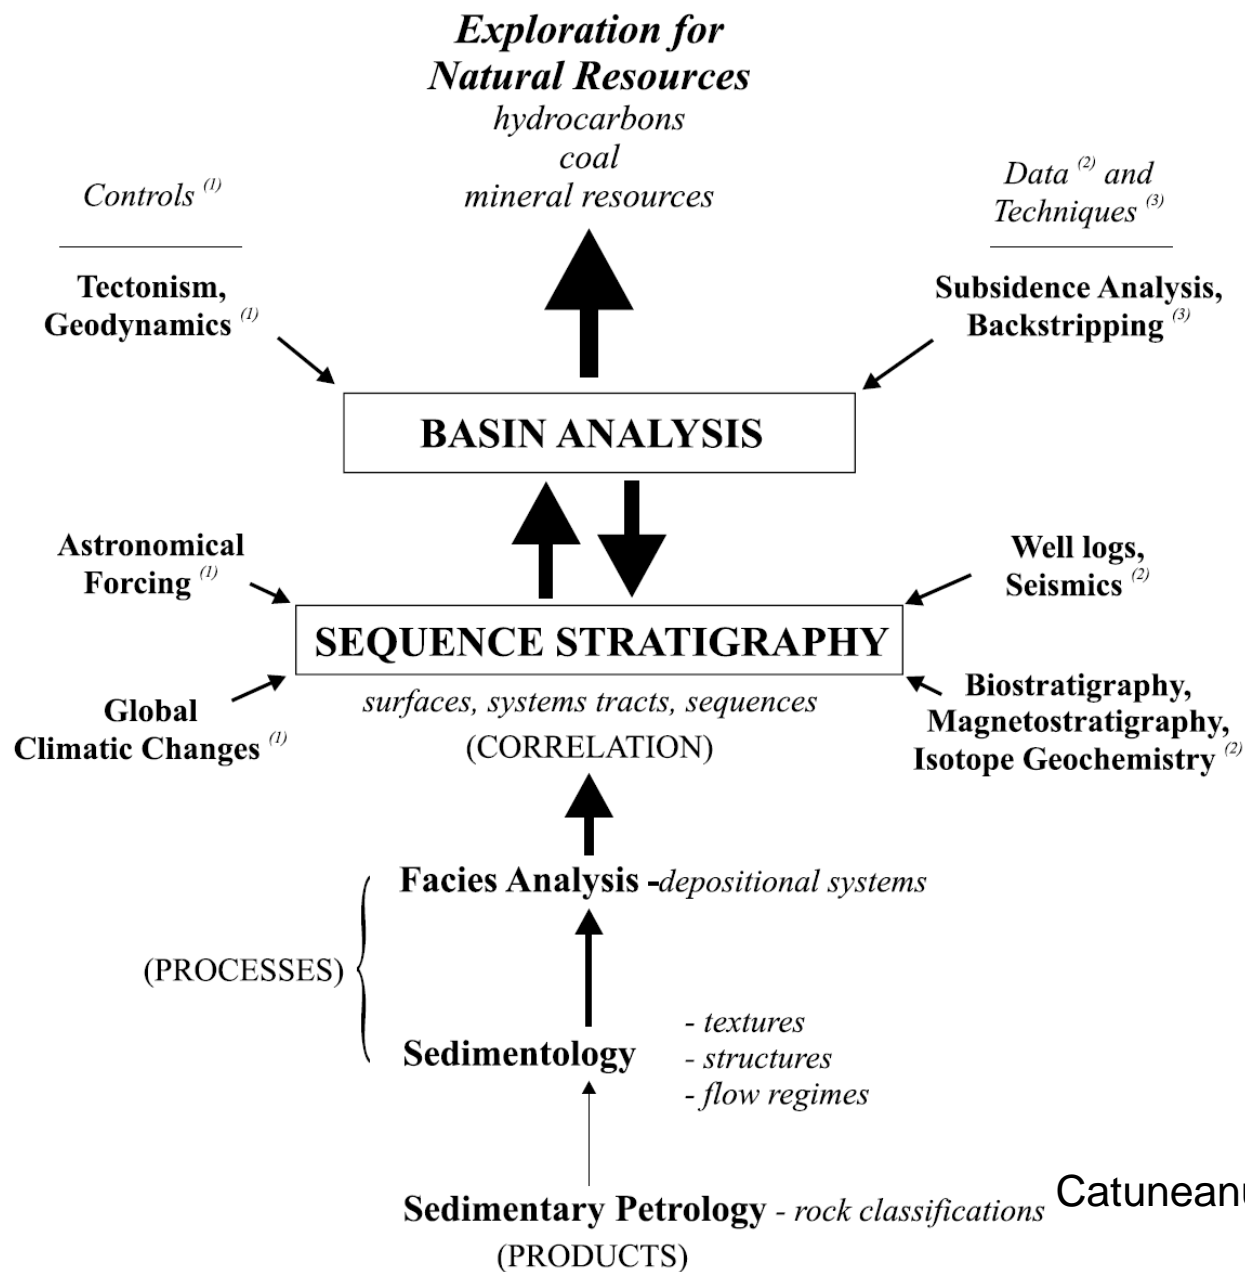 Exploration for
Natural Resources
hydrocarbons
coal
mineral resources
Controls (1)
Data (2) and
Techniques (3)
Tectonism,
Geodynamics (1)
Subsidence Analysis,
Backstripping (3)
BASIN ANALYSIS
Astronomical
Forcing (1)
Well logs,
Seismics (2)
SEQUENCE STRATIGRAPHY
surfaces, systems tracts, sequences
(CORRELATION)
Global
Climatic Changes (1)
Biostratigraphy,
Magnetostratigraphy,
Isotope Geochemistry (2)
Facies Analysis -depositional systems
(PROCESSES)
Sedimentology
- textures
- structures
- flow regimes
Sedimentary Petrology - rock classifications
(PRODUCTS)
Catuneanu